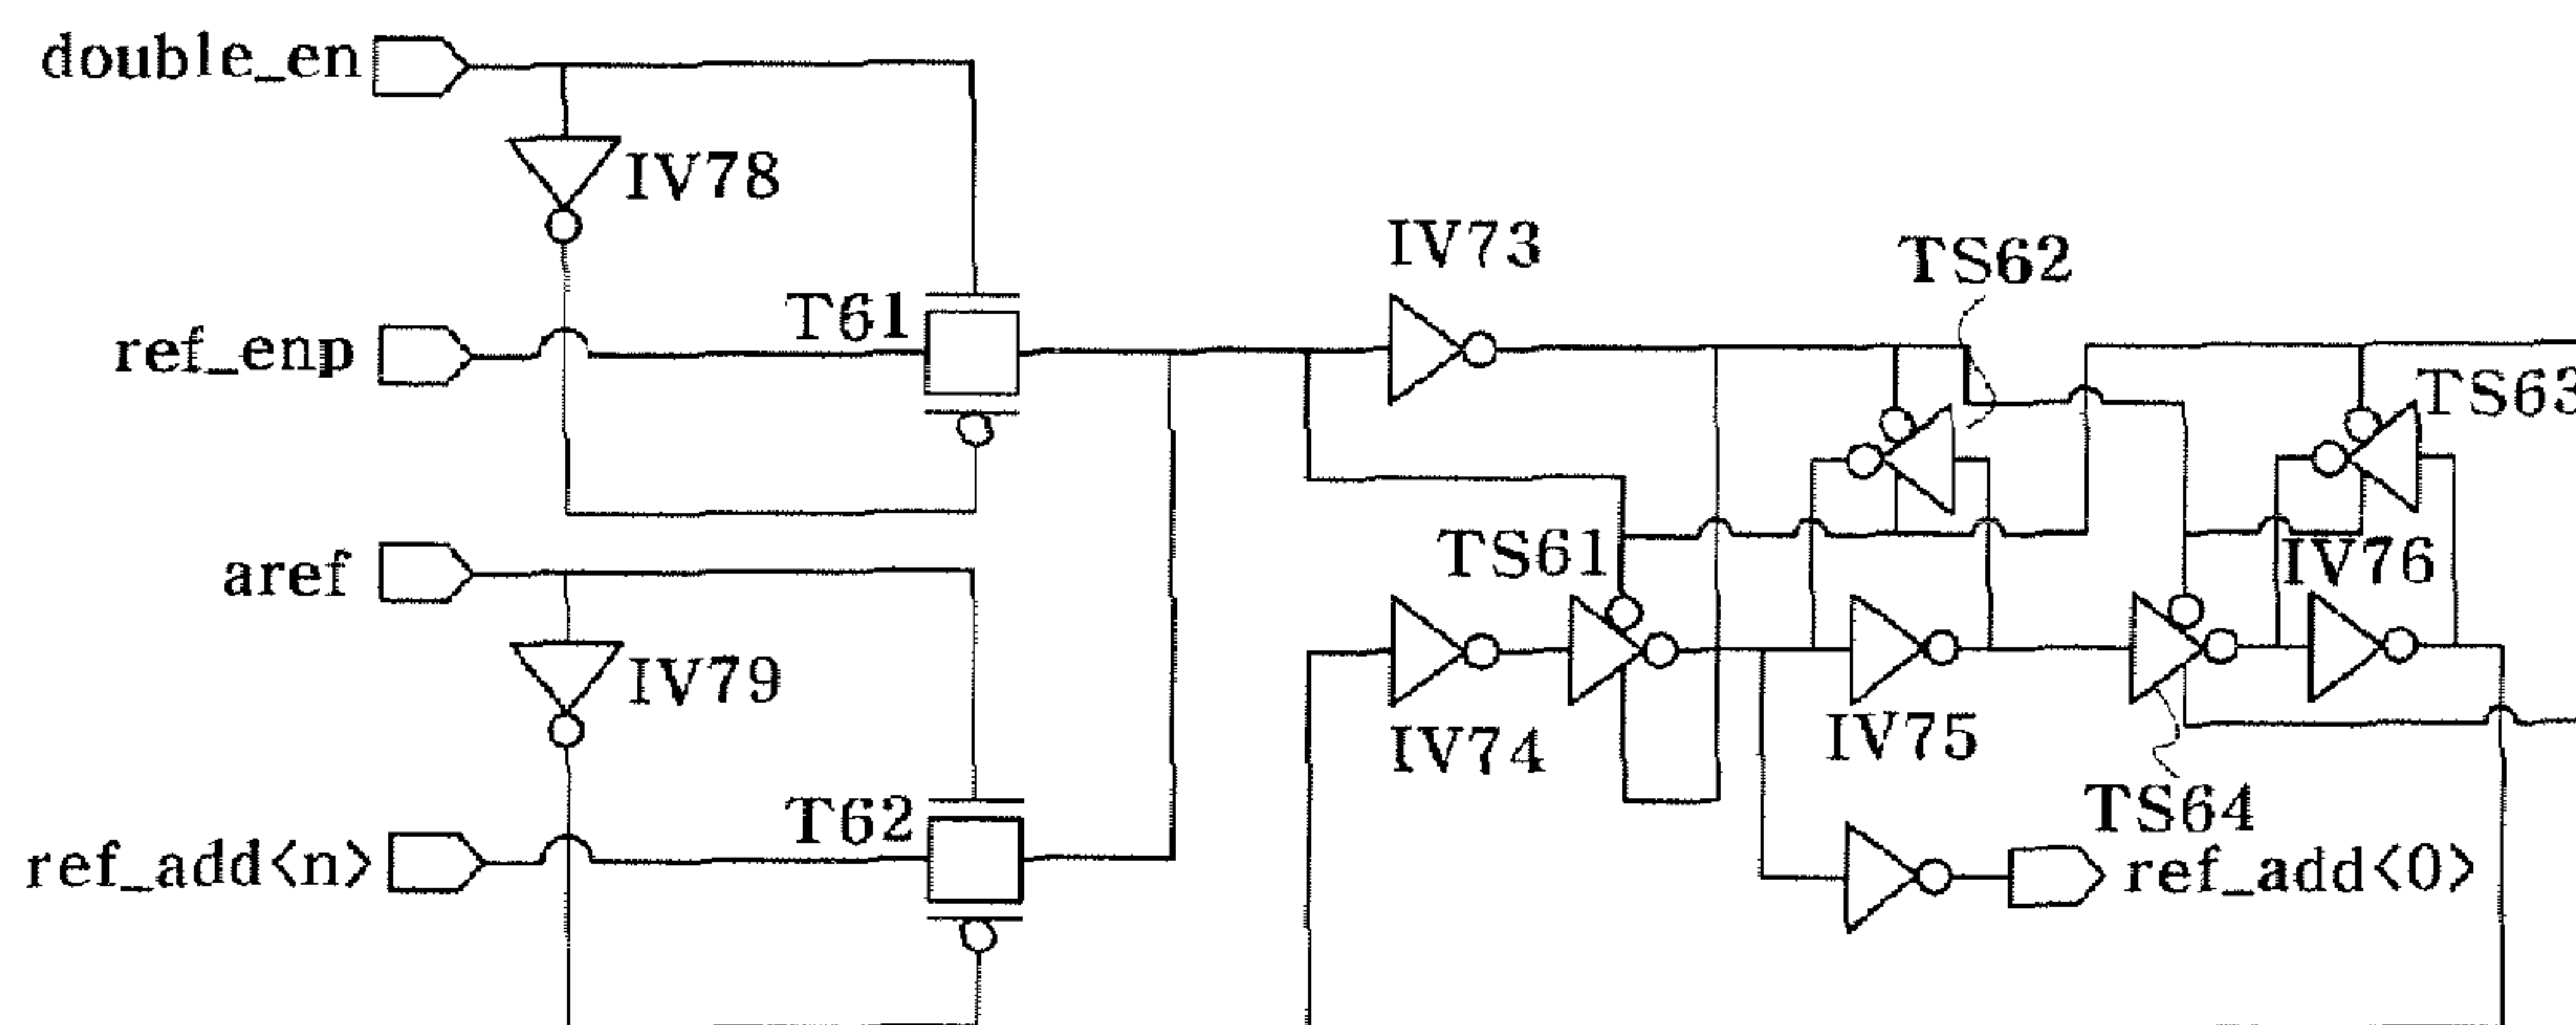 double_en
IV78
IV73
TS62
T61
ref_enp
TS63
TS61
IV76
aref
IV79
IV74
IV75
TS64
T62
ref_add<n>
ref_add<0>